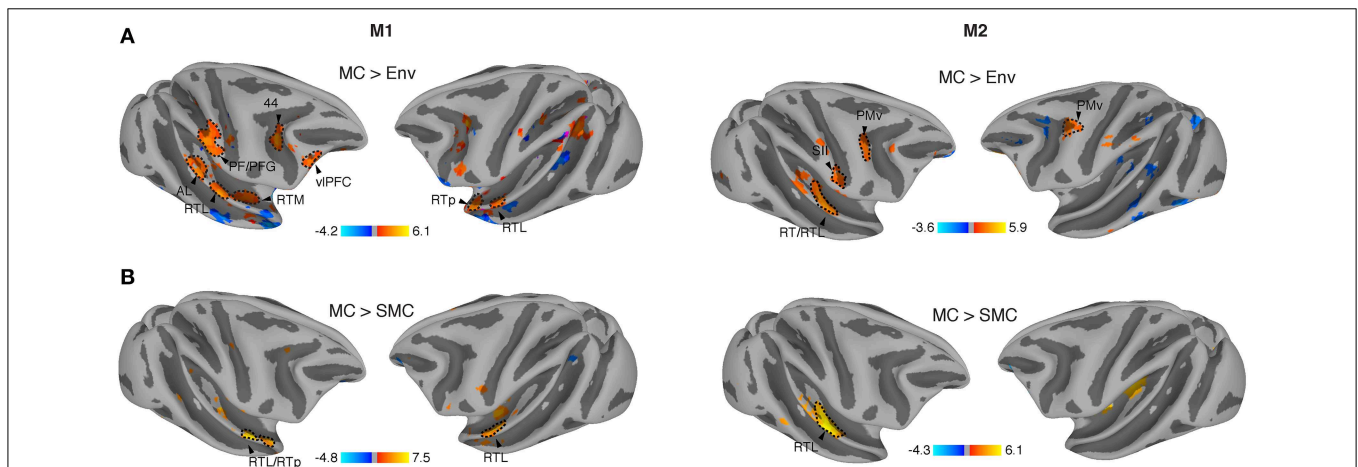 M1
M2
A
MC > Env
MC > Env
44
PMv
PMv
SII
PF/PFG
vlPFC
AL
RTL
RTM
RTp
RTL
RT/RTL
-4.2
6.1
-3.6
5.9
B
MC > SMC
MC > SMC
RTL/RTp
RTL
RTL
-4.8
7.5
-4.3
6.1